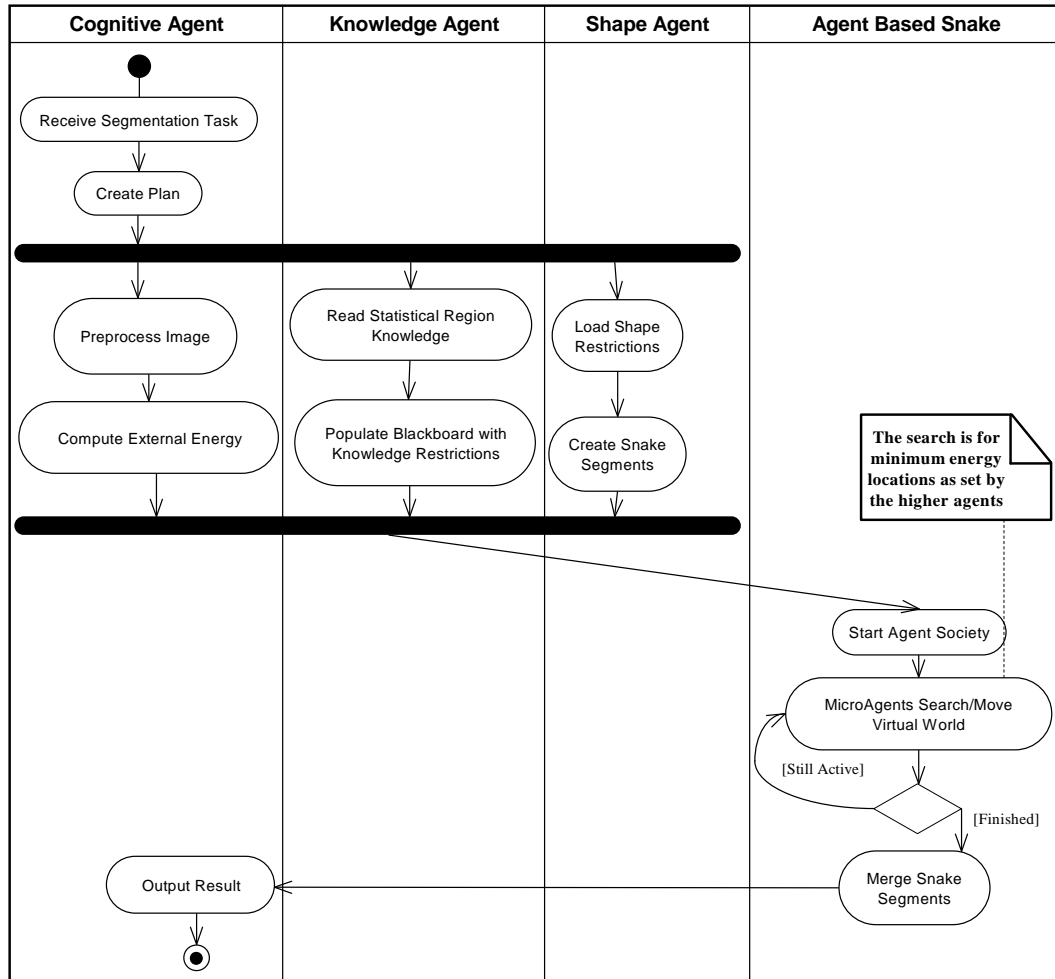 Cognitive Agent
Knowledge Agent
Shape Agent
Agent Based Snake
Receive Segmentation Task
Create Plan
Preprocess Image
Compute External Energy
Read Statistical Region
Knowledge
Populate Blackboard with
Knowledge Restrictions
Load Shape
Restrictions
Create Snake
Segments
The search is for
minimum energy
locations as set by
the higher agents
Start Agent Society
MicroAgents Search/Move
Virtual World
[Still Active]
[Finished]
Merge Snake
Segments
Output Result